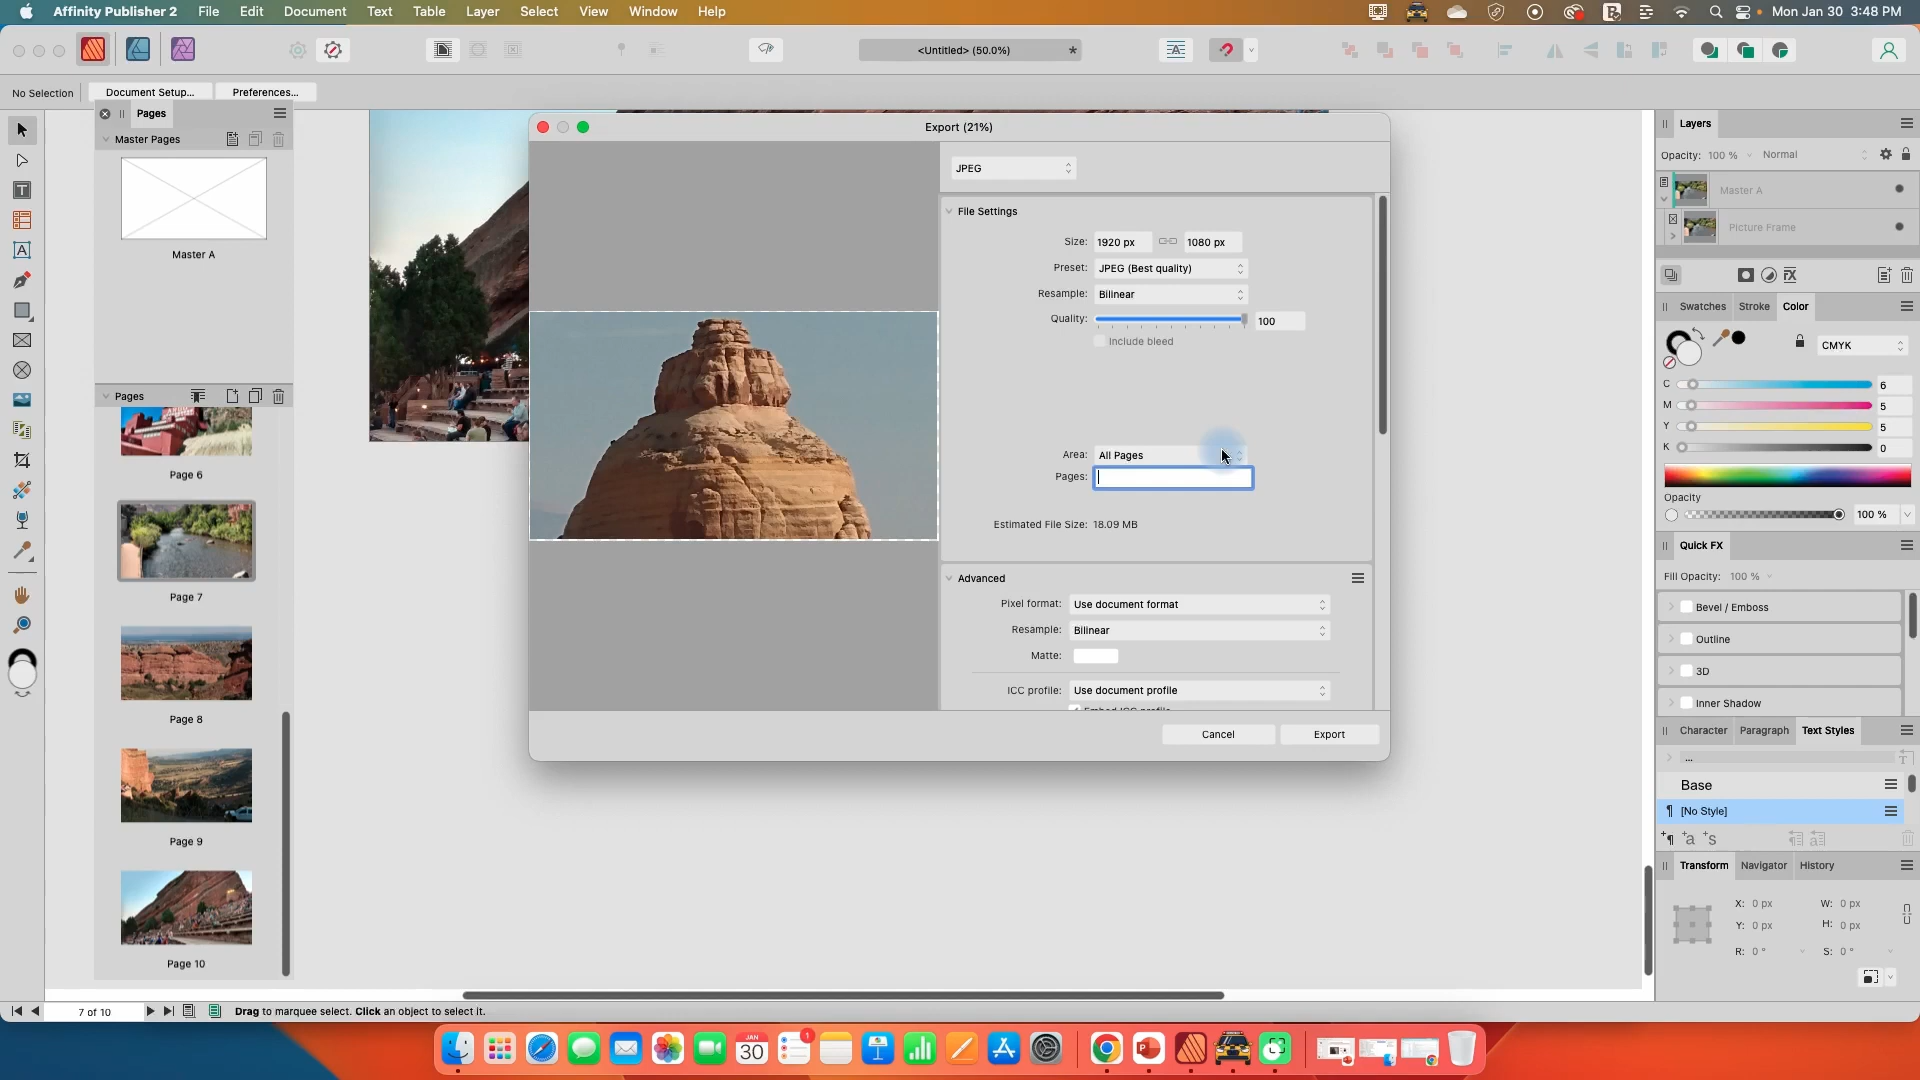 Affinity Publisher 2 File Edit Document Text Table Layer Select View Window Help Mon Jan 30 3:48 PM
<Untitled> (50.0%) *
No Selection Document Setup... Preferences...
Pages
Master Pages
Master A
Pages
Page 6
Page 7
Page 8
Page 9
Page 10
Export (21%)
JPEG
File Settings
Size: 1920 px 1080 px
Preset: JPEG (Best quality)
Resample: Bilinear
Quality: 100
Include bleed
Area: All Pages
Pages:
Estimated File Size: 18.09 MB
Advanced
Pixel format: Use document format
Resample: Bilinear
Matte:
ICC profile: Use document profile
Embed ICC profile
Cancel Export
Layers
Opacity: 100 % Normal
Master A
Picture Frame
Swatches Stroke Color
CMYK
C 6
M 5
Y 5
K 0
Opacity
100 %
Quick FX
Fill Opacity: 100 %
Bevel / Emboss
Outline
3D
Inner Shadow
Character Paragraph Text Styles
...
Base
[No Style]
Transform Navigator History
X: 0 px W: 0 px
Y: 0 px H: 0 px
R: 0 ° S: 0 °
7 of 10 Drag to marquee select. Click an object to select it.
JAN
30
1